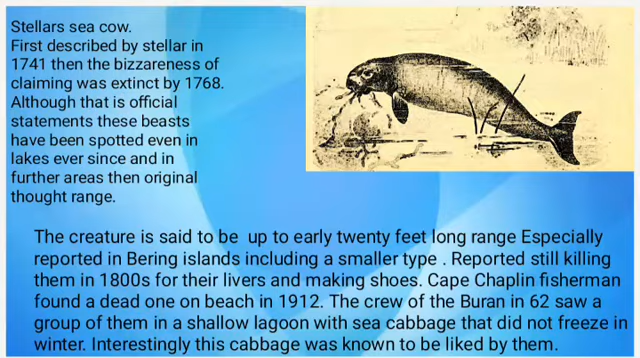 Stellars sea cow.
First described by stellar in
1741 then the bizzareness of
claiming was extinct by 1768.
Although that is official
statements these beasts
have been spotted even in
lakes ever since and in
further areas then original
thought range.
The creature is said to be up to early twenty feet long range Especially
reported in Bering islands including a smaller type . Reported still killing
them in 1800s for their livers and making shoes. Cape Chaplin fisherman
found a dead one on beach in 1912. The crew of the Buran in 62 saw a
group of them in a shallow lagoon with sea cabbage that did not freeze in
winter. Interestingly this cabbage was known to be liked by them.